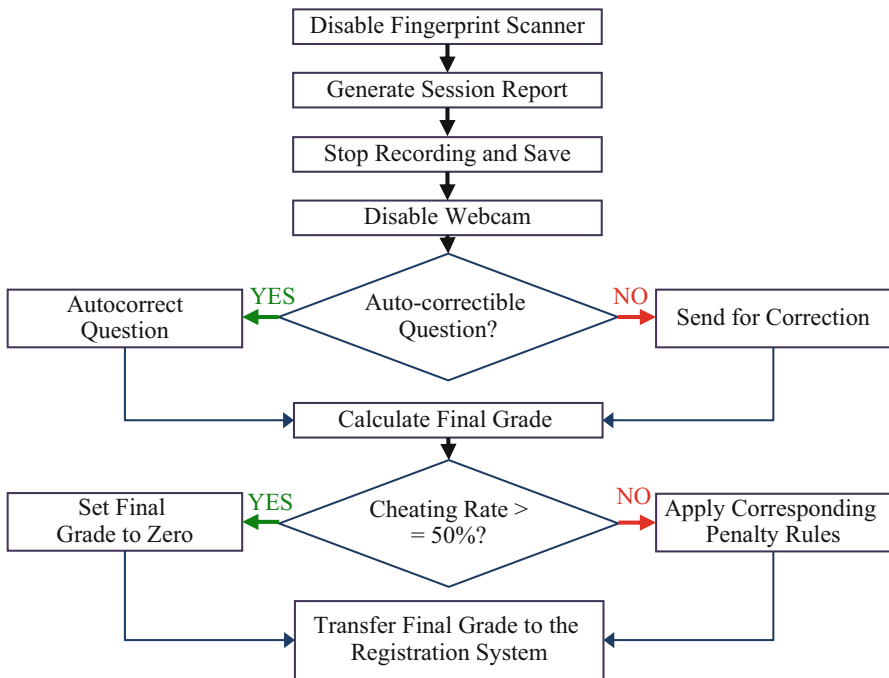 Disable Fingerprint Scanner
Generate Session Report
Stop Recording and Save
Disable Webcam
YES
NO
Autocorrect
Question
Auto-correctible
Question?
Send for Correction
Calculate Final Grade
YES
NO
Set Final
Grade to Zero
Cheating Rate >
= 50%?
Apply Corresponding
Penalty Rules
Transfer Final Grade to the
Registration System